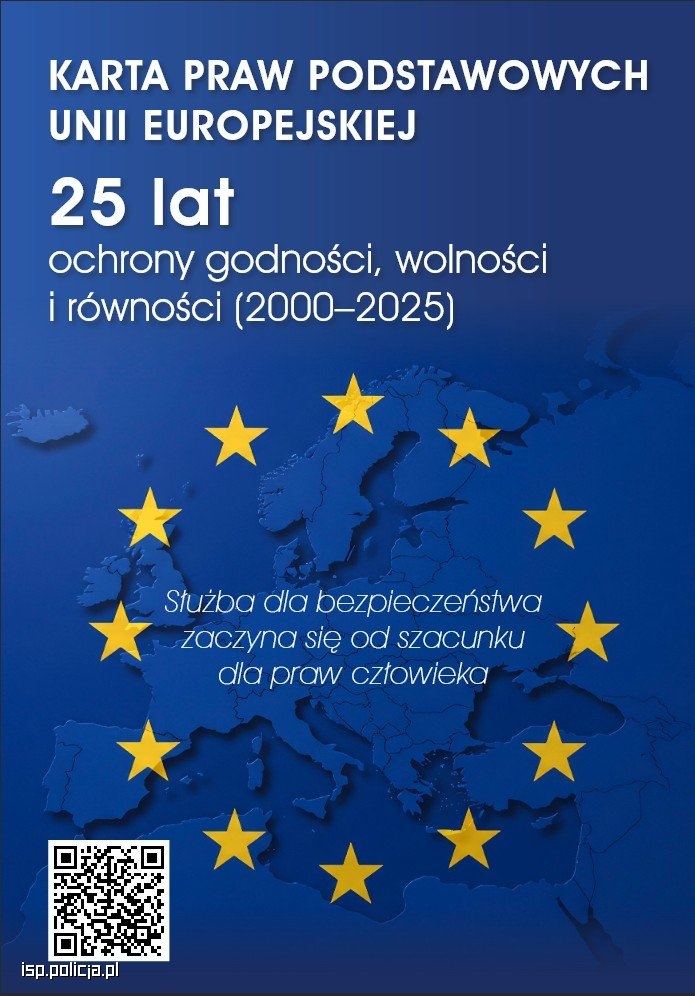 KARTA PRAW PODSTAWOWYCH
UNII EUROPEJSKIEJ
25 lat
ochrony godności, wolności
i równości (2000–2025)
Służba dla bezpieczeństwa
zaczyna się od szacunku
dla praw człowieka
isp.policja.pl